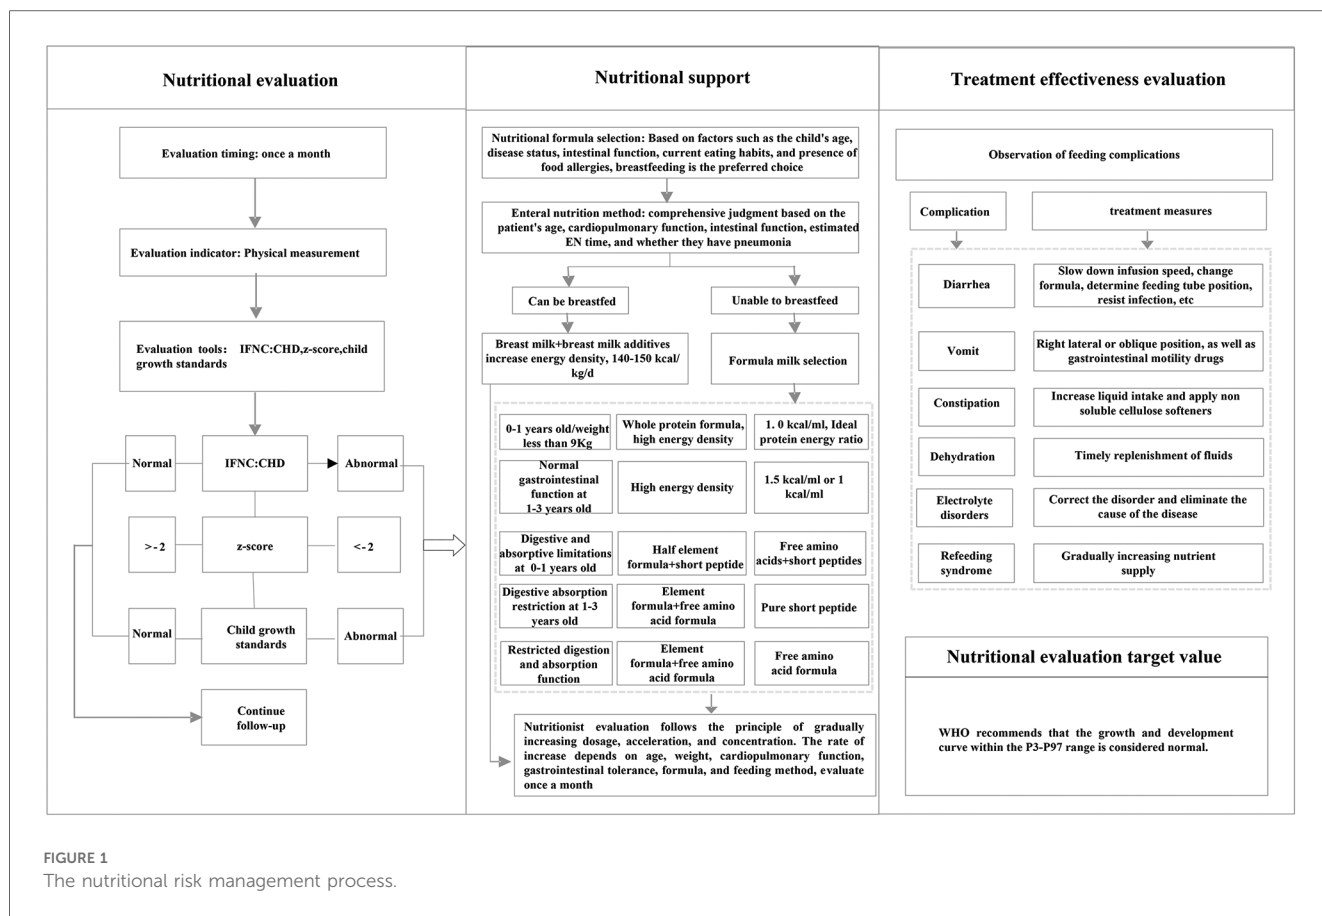 Nutritional evaluation
Evaluation timing: once a month
Evaluation indicator: Physical measurement
Evaluation tools: IFNC:CHD,z-score,child
growth standards
Normal
IFNC:CHD
Abnormal
>-2
z-score
<-2
Normal
Child growth
standards
Abnormal
Continue
follow-up
Nutritional support
Nutritional formula selection: Based on factors such as the child's age,
disease status, intestinal function, current eating habits, and presence of
food allergies, breastfeeding is the preferred choice
Enteral nutrition method: comprehensive judgment based on the
patient's age, cardiopulmonary function, intestinal function, estimated
EN time, and whether they have pneumonia
Can be breastfed
Unable to breastfeed
Breast milk+breast milk additives
increase energy density, 140-150 kcal/
kg/d
Formula milk selection
0-1 years old/weight
less than 9Kg
Whole protein formula,
high energy density
1. 0 kcal/ml, Ideal
protein energy ratio
Normal
gastrointestinal
function at
1-3 years old
High energy density
1.5 kcal/ml or 1
kcal/ml
Digestive and
absorptive limitations
at 0-1 years old
Half element
formula+short peptide
Free amino
acids+short peptides
Digestive absorption
restriction at 1-3
years old
Element
formula+free amino
acid formula
Pure short peptide
Restricted digestion
and absorption
function
Element
formula+free amino
acid formula
Free amino
acid formula
Nutritionist evaluation follows the principle of gradually
increasing dosage, acceleration, and concentration. The rate of
increase depends on age, weight, cardiopulmonary function,
gastrointestinal tolerance, formula, and feeding method, evaluate
once a month
Treatment effectiveness evaluation
Observation of feeding complications
Complication
treatment measures
Diarrhea
Slow down infusion speed, change
formula, determine feeding tube position,
resist infection, etc
Vomit
Right lateral or oblique position, as well as
gastrointestinal motility drugs
Constipation
Increase liquid intake and apply non
soluble cellulose softeners
Dehydration
Timely replenishment of fluids
Electrolyte
disorders
Correct the disorder and eliminate the
cause of the disease
Refeeding
syndrome
Gradually increasing nutrient
supply
Nutritional evaluation target value
WHO recommends that the growth and development
curve within the P3-P97 range is considered normal.
FIGURE 1
The nutritional risk management process.